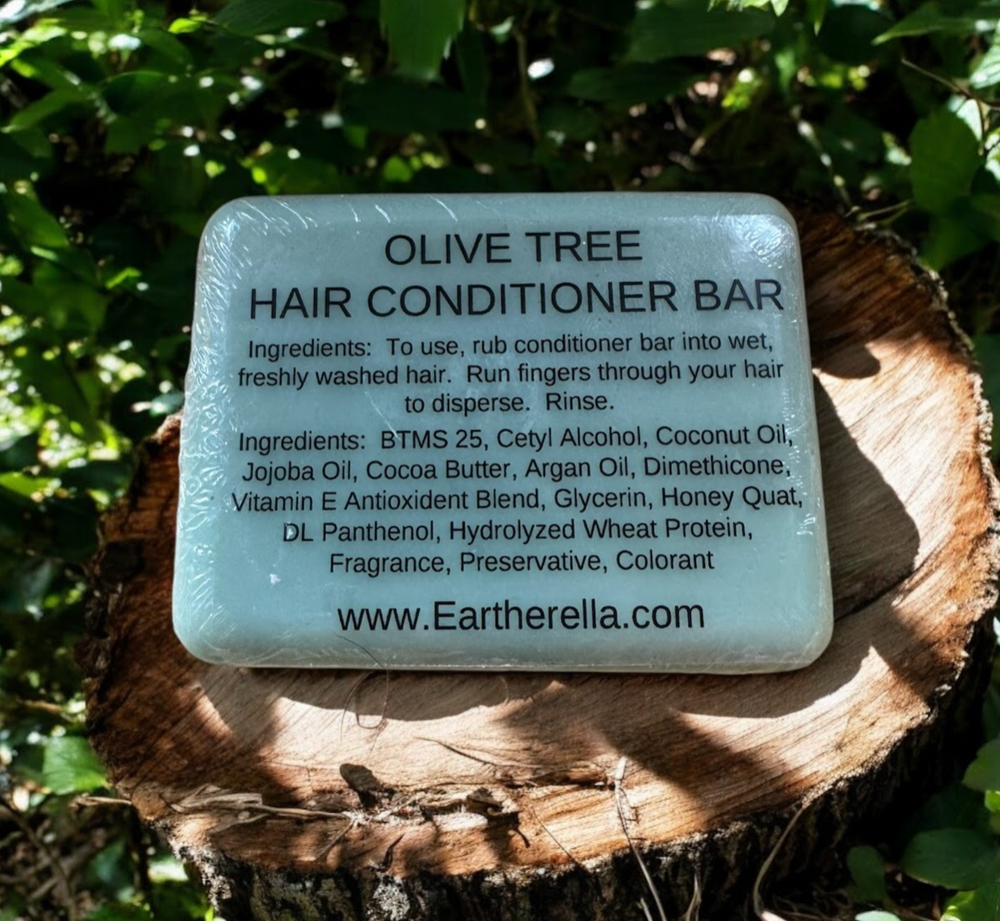 OLIVE TREE
HAIR CONDITIONER BAR
Ingredients: To use, rub conditioner bar into wet,
freshly washed hair. Run fingers through your hair
to disperse. Rinse.
Ingredients: BTMS 25, Cetyl Alcohol, Coconut Oil,
Jojoba Oil, Cocoa Butter, Argan Oil, Dimethicone,
Vitamin E Antioxident Blend, Glycerin, Honey Quat,
DL Panthenol, Hydrolyzed Wheat Protein,
Fragrance, Preservative, Colorant
www.Eartherella.com